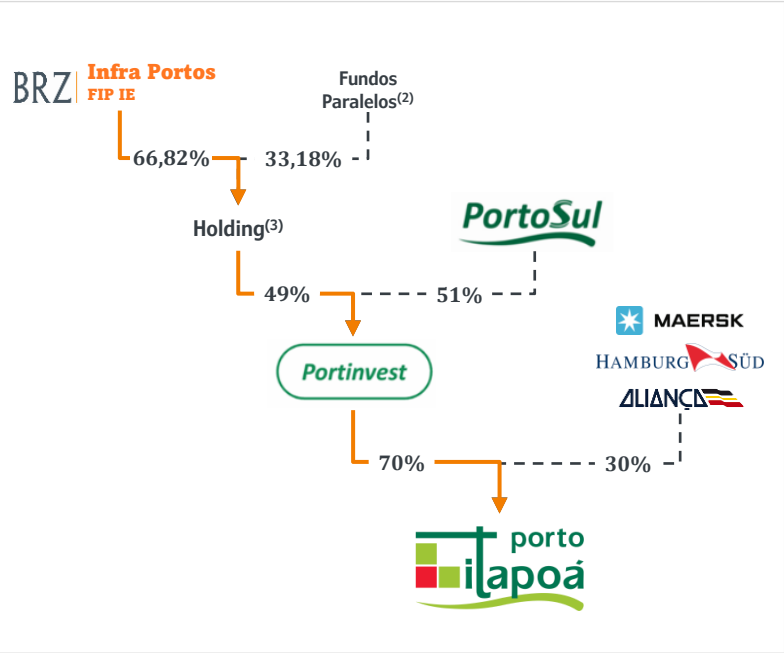 BRZ
Infra Portos
FIP IE
Fundos
Paralelos(2)
66,82%
33,18%
Holding(3)
PortoSul
49%
51%
MAERSK
HAMBURG SÜD
ALIANÇA
Portinvest
70%
30%
porto
itapoá